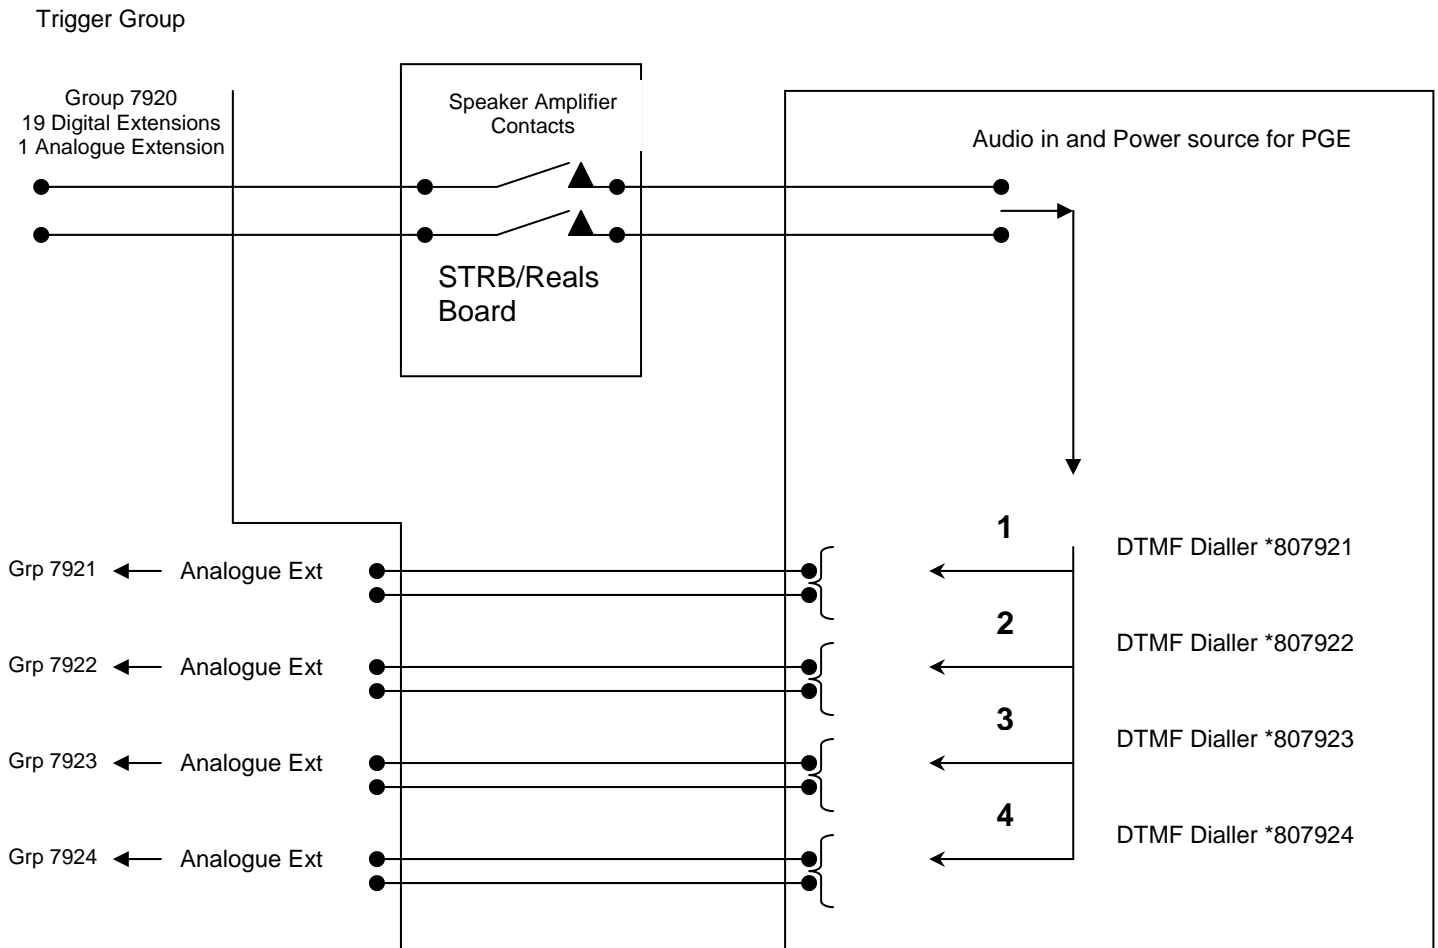 Trigger Group
Group 7920
19 Digital Extensions
1 Analogue Extension
Speaker Amplifier
Contacts
Audio in and Power source for PGE
STRB/Reals
Board
1
DTMF Dialler *807921
Grp 7921
Analogue Ext
2
DTMF Dialler *807922
Grp 7922
Analogue Ext
3
DTMF Dialler *807923
Grp 7923
Analogue Ext
4
DTMF Dialler *807924
Grp 7924
Analogue Ext